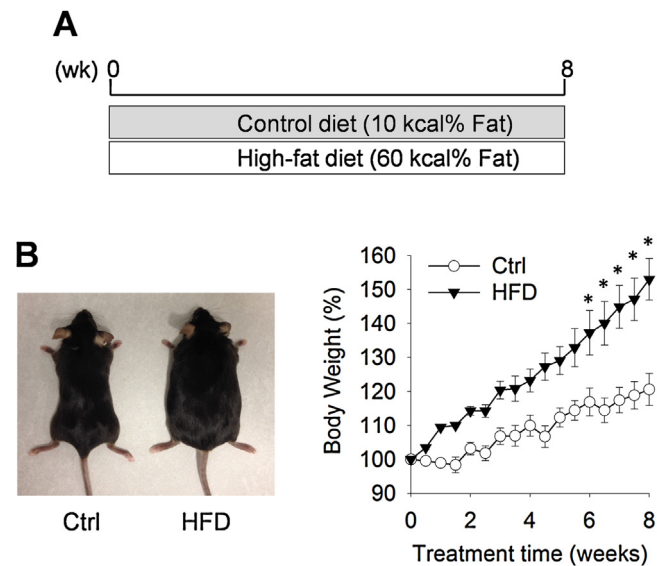 A
(wk) 0 8
Control diet (10 kcal% Fat)
High-fat diet (60 kcal% Fat)
B
Ctrl HFD
Ctrl
HFD
* * * * *
160
150
140
130
120
110
100
90
Body Weight (%)
0 2 4 6 8
Treatment time (weeks)